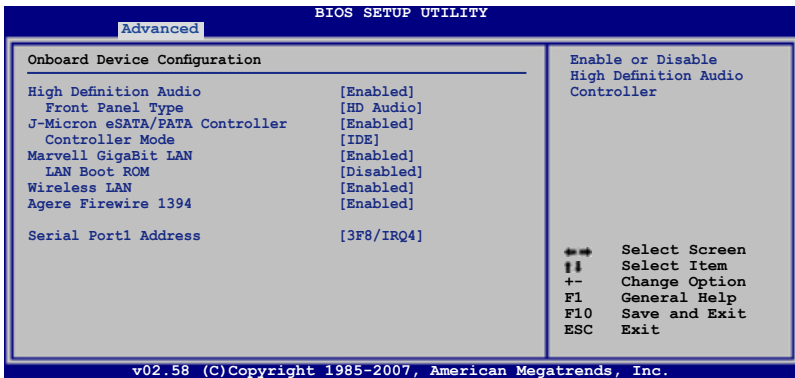 BIOS SETUP UTILITY
Advanced
Onboard Device Configuration
High Definition Audio [Enabled]
Front Panel Type [HD Audio]
J-Micron eSATA/PATA Controller [Enabled]
Controller Mode [IDE]
Marvell GigaBit LAN [Enabled]
LAN Boot ROM [Disabled]
Wireless LAN [Enabled]
Agere Firewire 1394 [Enabled]
Serial Port1 Address [3F8/IRQ4]
Enable or Disable
High Definition Audio
Controller
←→ Select Screen
↑↓ Select Item
+- Change Option
F1 General Help
F10 Save and Exit
ESC Exit
v02.58 (C)Copyright 1985-2007, American Megatrends, Inc.